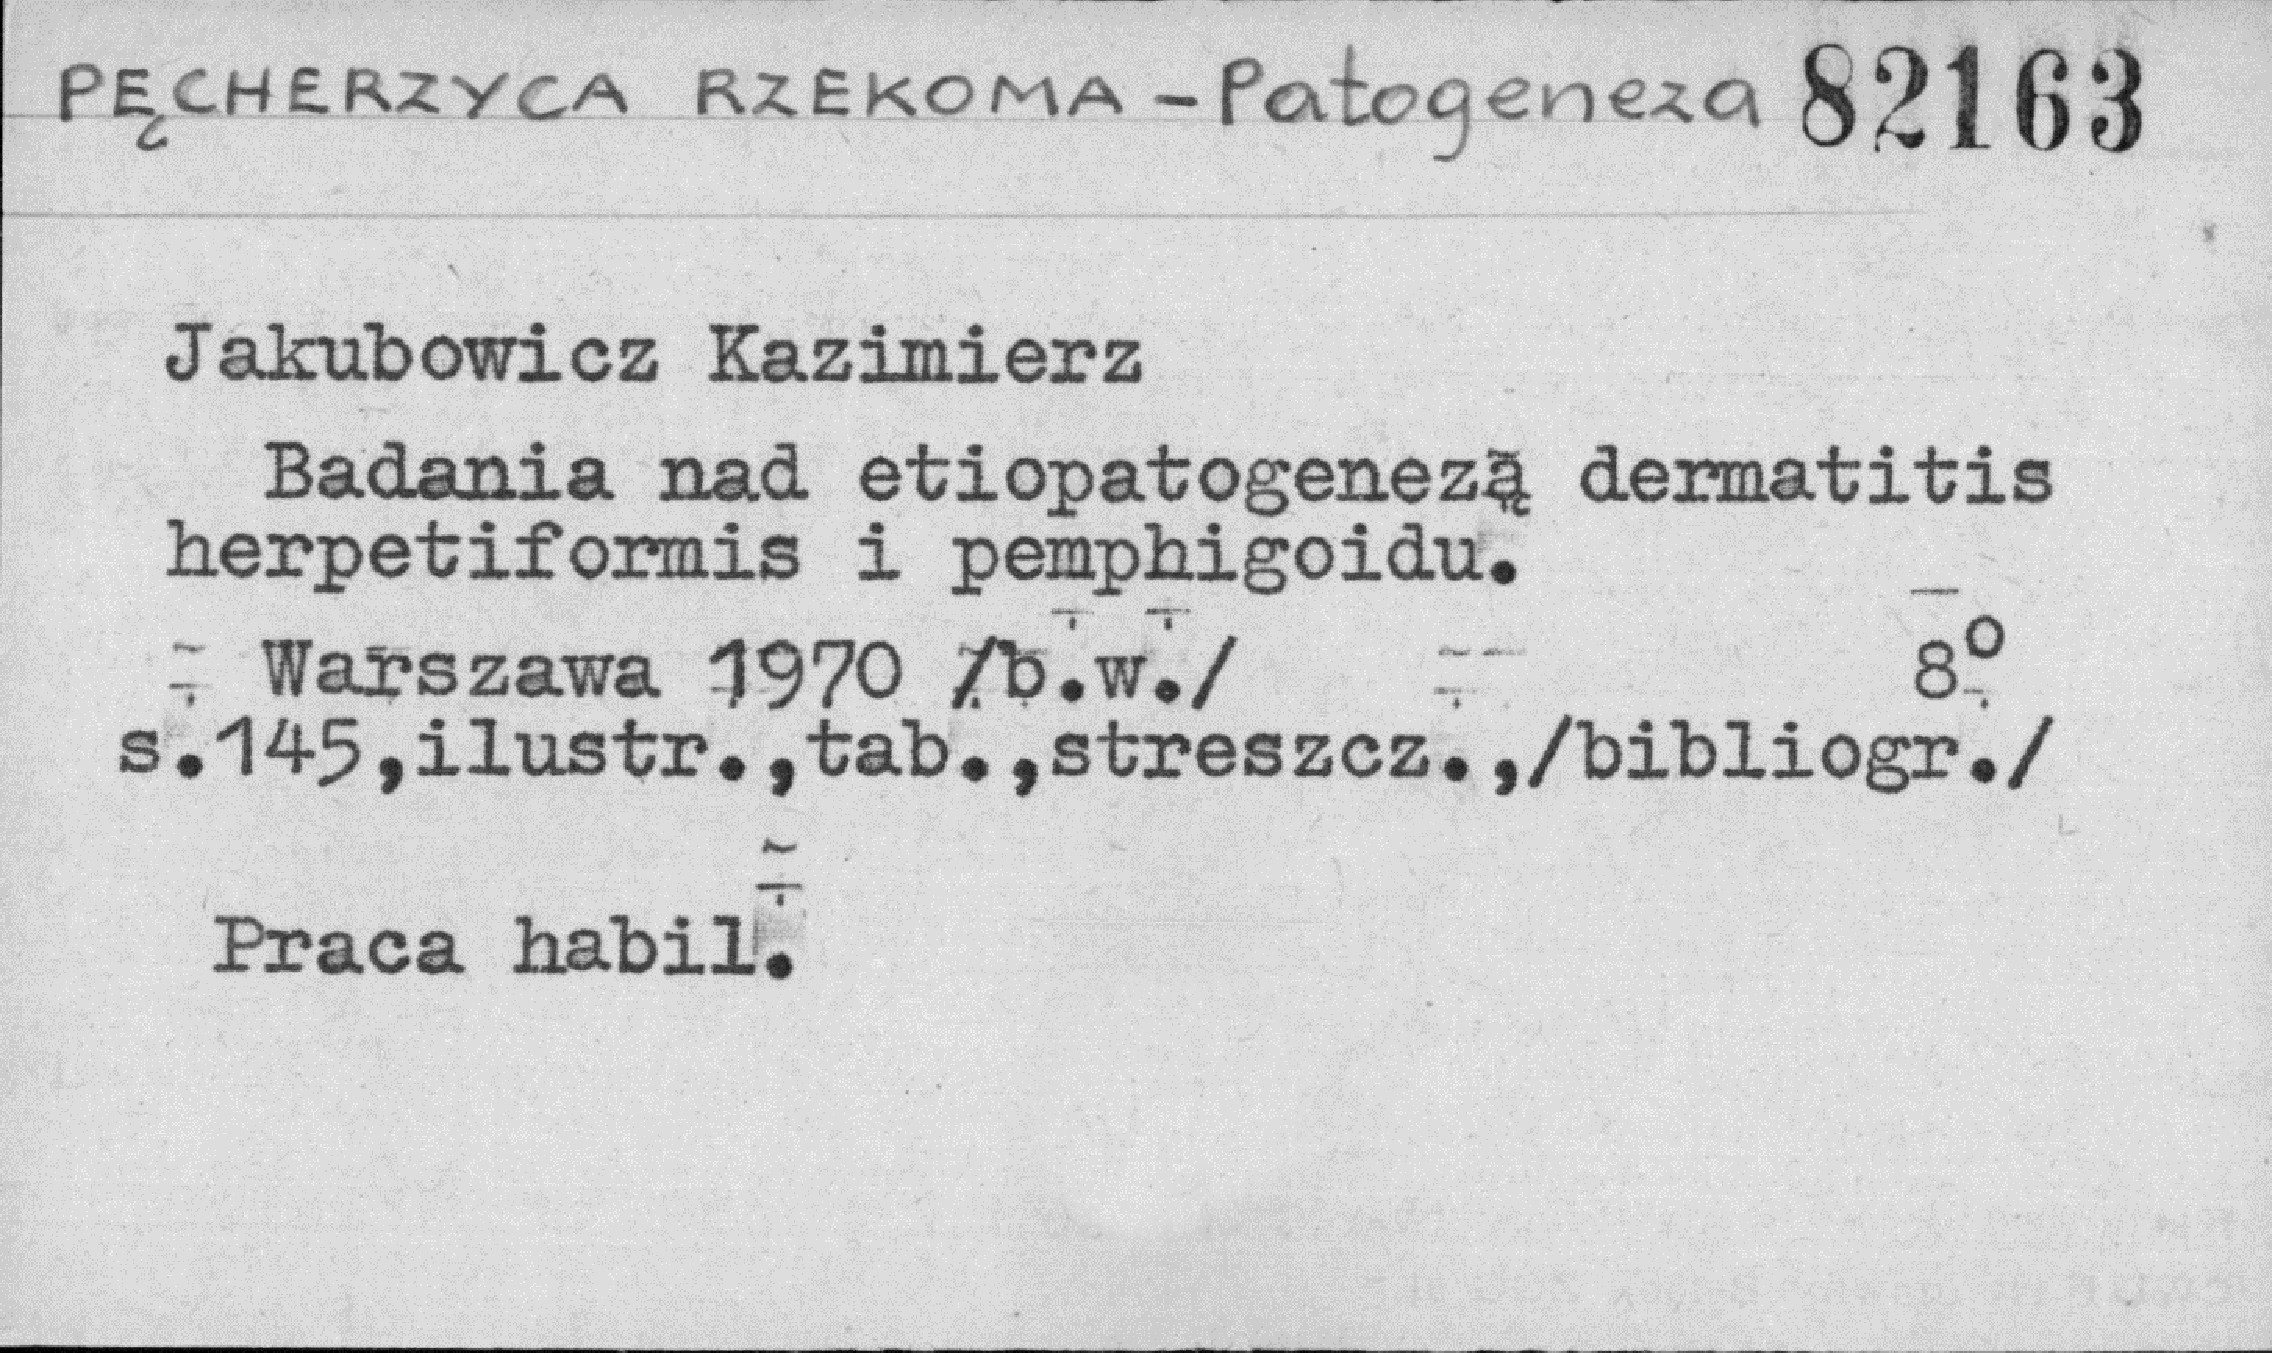 PĘCHERZYCA RZEKOMA - Patogeneza 82163
Jakubowicz Kazimierz
Badania nad etiopatogenezą dermatitis
herpetiformis i pemphigoidu.
Warszawa 1970 /b.w./ 8°
s.145,ilustr.,tab.,streszcz.,/bibliogr./
Praca habil.